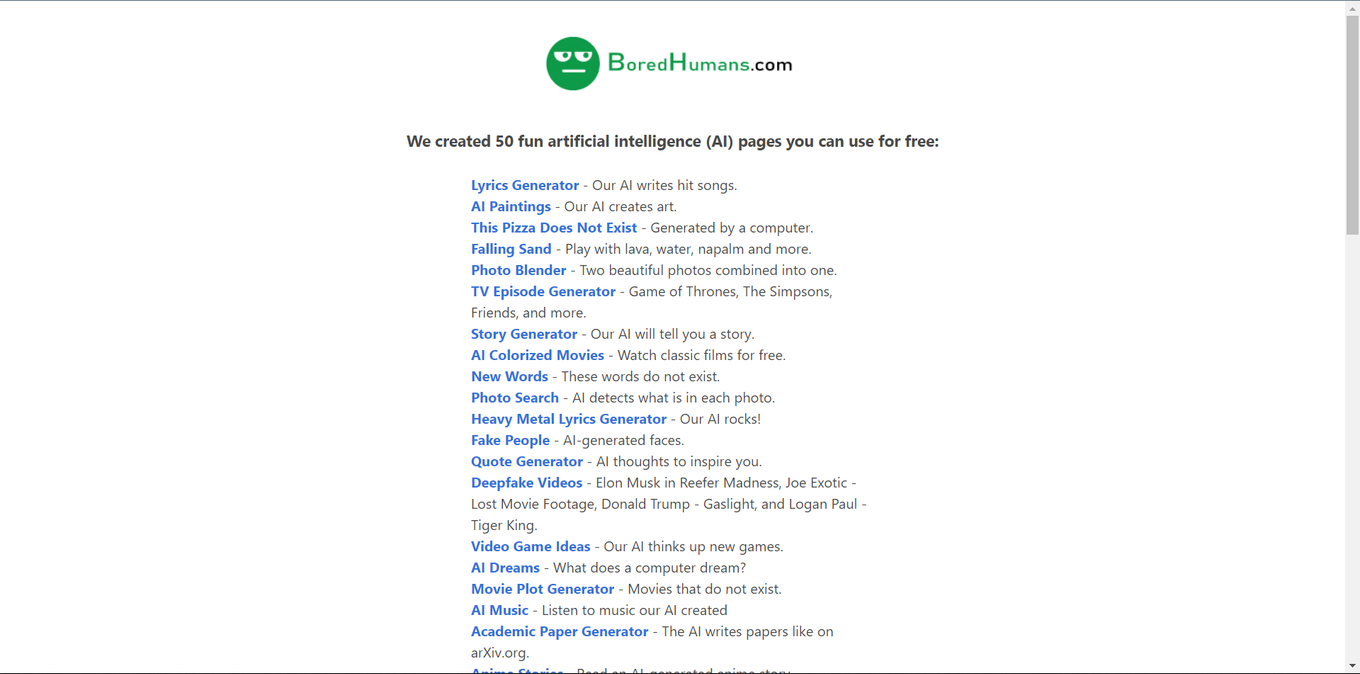 BoredHumans.com
We created 50 fun artificial intelligence (AI) pages you can use for free:
Lyrics Generator - Our AI writes hit songs.
AI Paintings - Our AI creates art.
This Pizza Does Not Exist - Generated by a computer.
Falling Sand - Play with lava, water, napalm and more.
Photo Blender - Two beautiful photos combined into one.
TV Episode Generator - Game of Thrones, The Simpsons,
Friends, and more.
Story Generator - Our AI will tell you a story.
AI Colorized Movies - Watch classic films for free.
New Words - These words do not exist.
Photo Search - AI detects what is in each photo.
Heavy Metal Lyrics Generator - Our AI rocks!
Fake People - AI-generated faces.
Quote Generator - AI thoughts to inspire you.
Deepfake Videos - Elon Musk in Reefer Madness, Joe Exotic -
Lost Movie Footage, Donald Trump - Gaslight, and Logan Paul -
Tiger King.
Video Game Ideas - Our AI thinks up new games.
AI Dreams - What does a computer dream?
Movie Plot Generator - Movies that do not exist.
AI Music - Listen to music our AI created
Academic Paper Generator - The AI writes papers like on
arXiv.org.
Anime Stories - Read an AI-generated anime story.